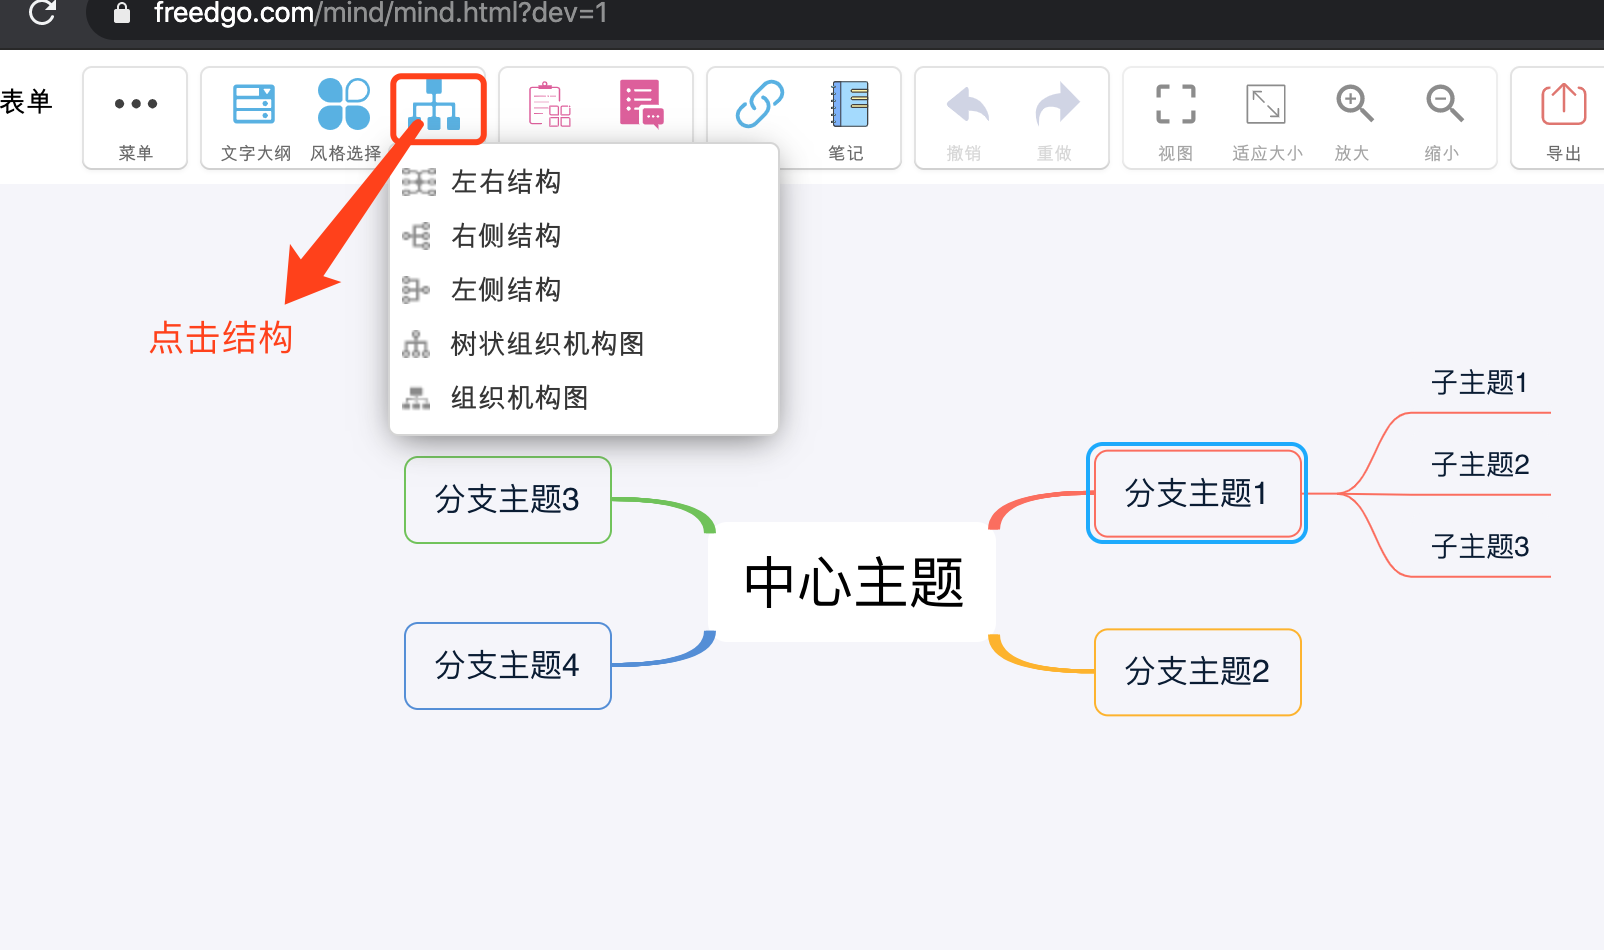 freedgo.com/mind/mind.html?dev=1
表单
菜单
文字大纲
风格选择
笔记
撤销
重做
视图
适应大小
放大
缩小
导出
左右结构
右侧结构
左侧结构
树状组织机构图
组织机构图
点击结构
子主题1
子主题2
子主题3
分支主题3
分支主题1
中心主题
分支主题4
分支主题2